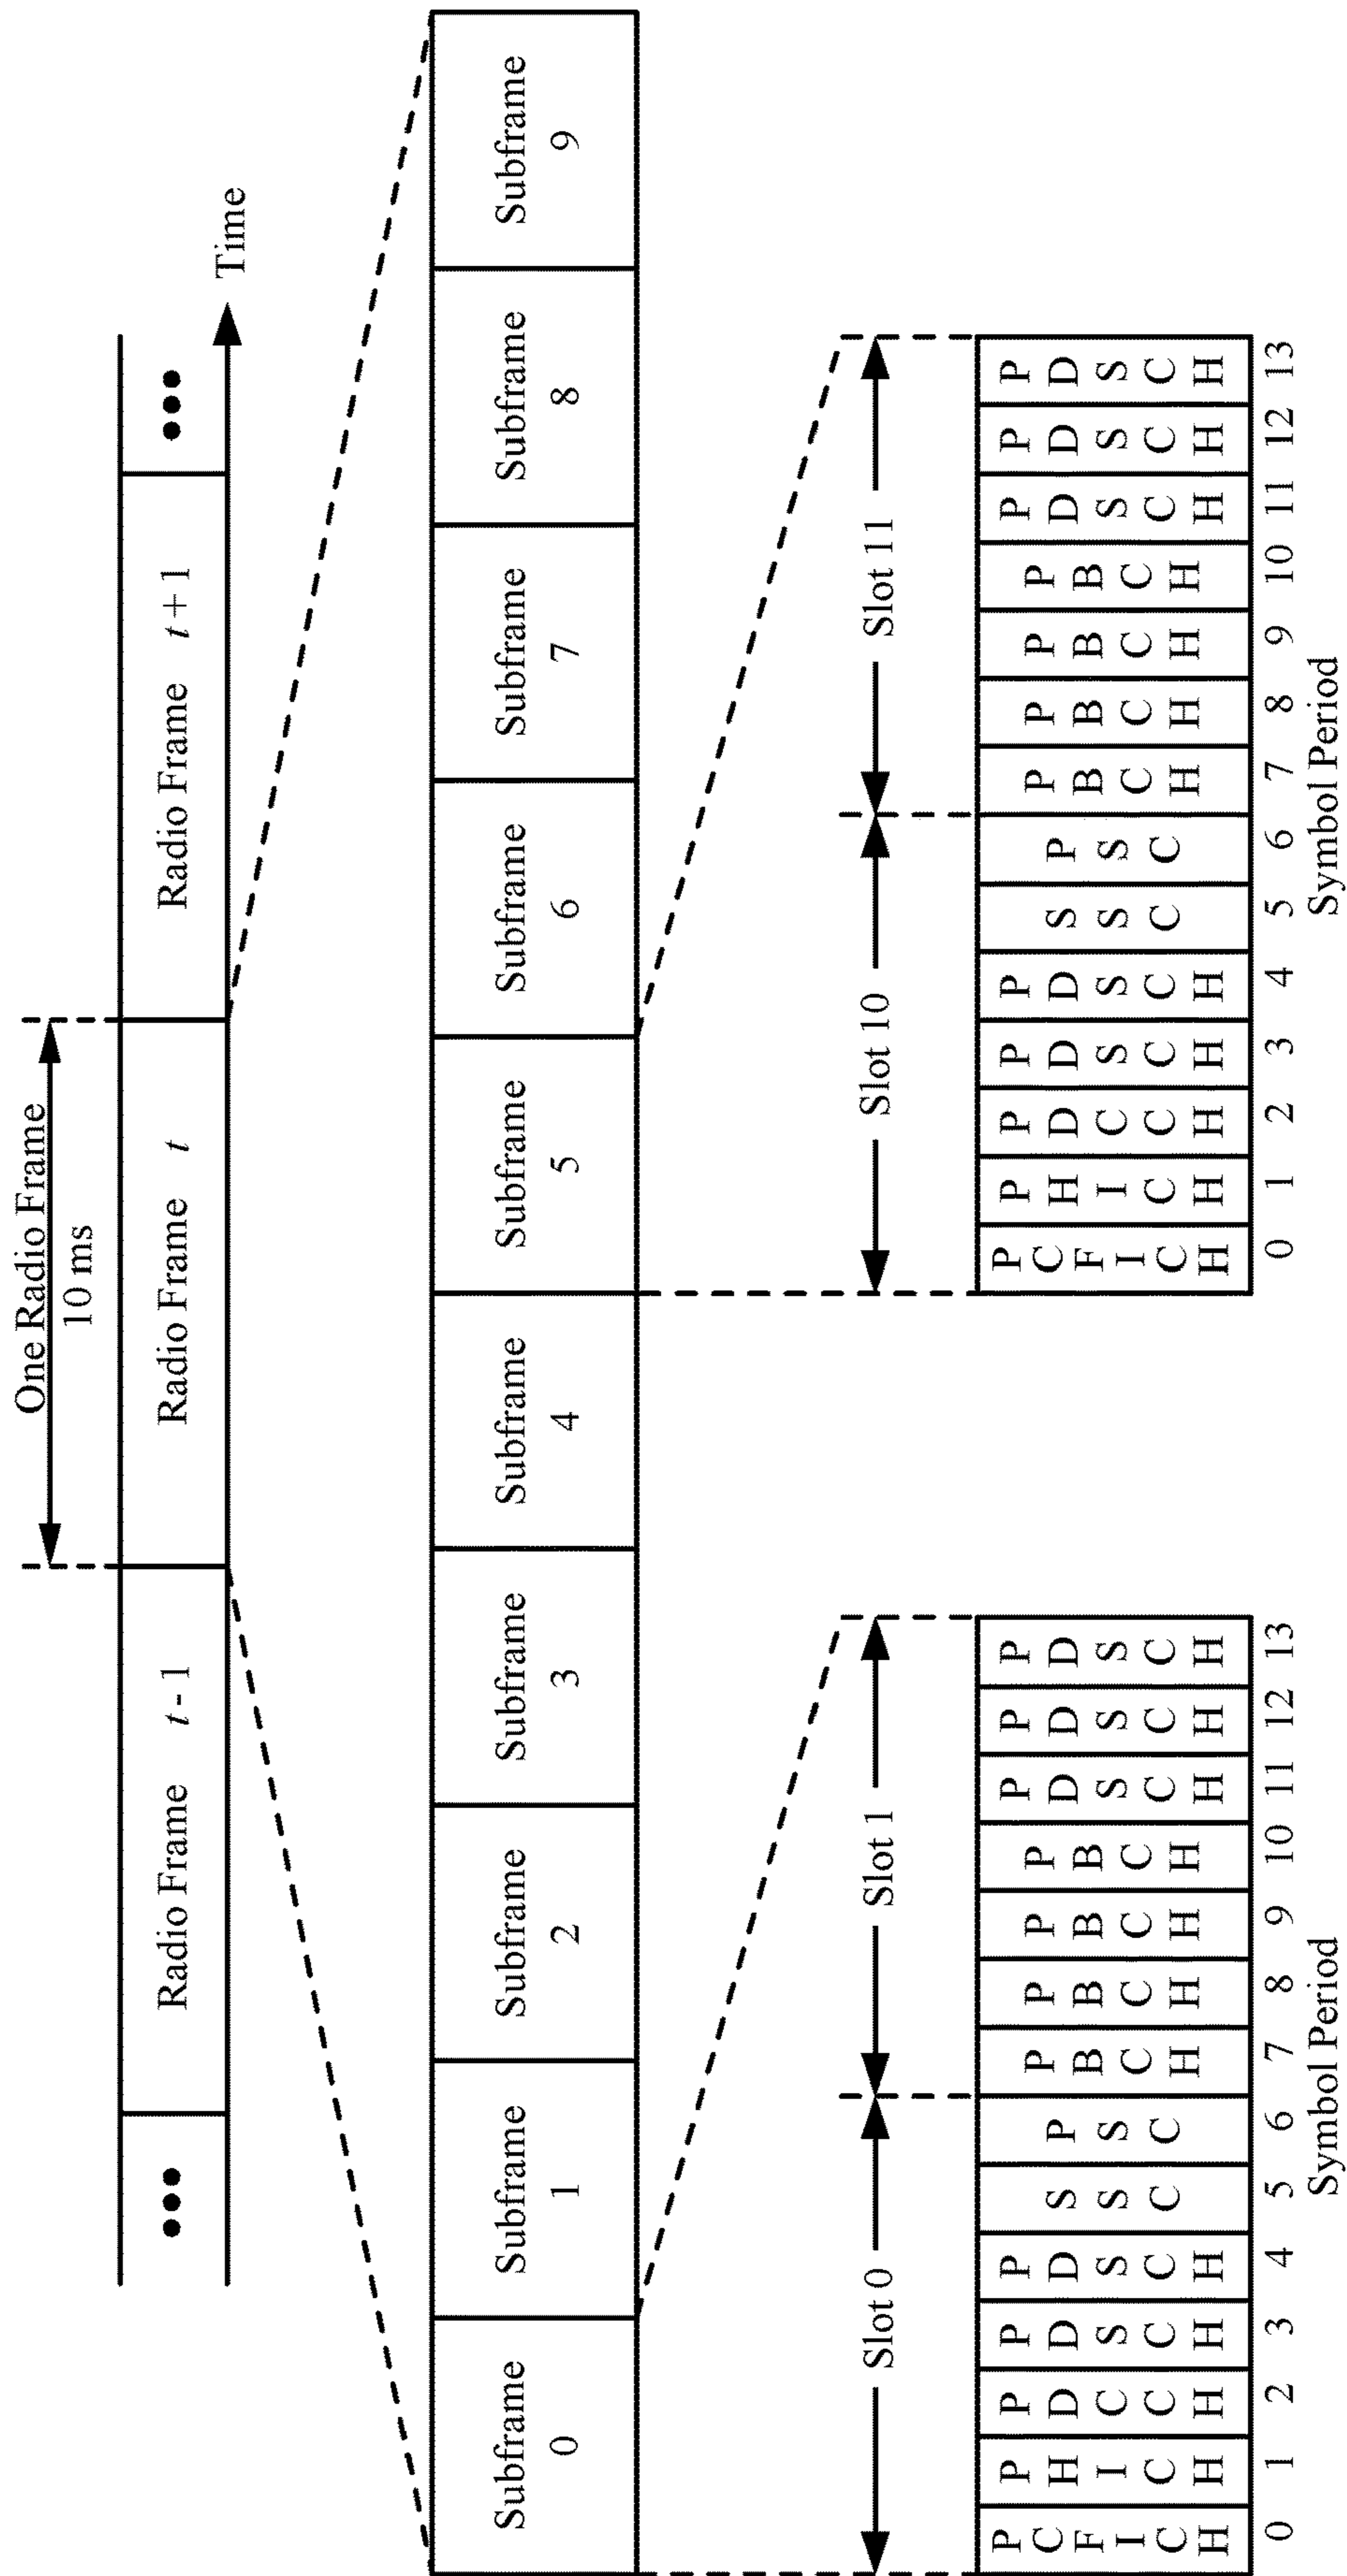 One Radio Frame
10 ms
••• Radio Frame t-1 Radio Frame t Radio Frame t+1 •••
Time
Subframe 0
Subframe 1
Subframe 2
Subframe 3
Subframe 4
Subframe 5
Subframe 6
Subframe 7
Subframe 8
Subframe 9
Slot 0 Slot 1
PCFICH PHICH PDCCH PDSCH PDSCH SSC PSC PBCH PBCH PBCH PBCH PDSCH PDSCH PDSCH
0 1 2 3 4 5 6 7 8 9 10 11 12 13
Symbol Period
Slot 10 Slot 11
PCFICH PHICH PDCCH PDSCH PDSCH SSC PSC PBCH PBCH PBCH PBCH PDSCH PDSCH PDSCH
0 1 2 3 4 5 6 7 8 9 10 11 12 13
Symbol Period